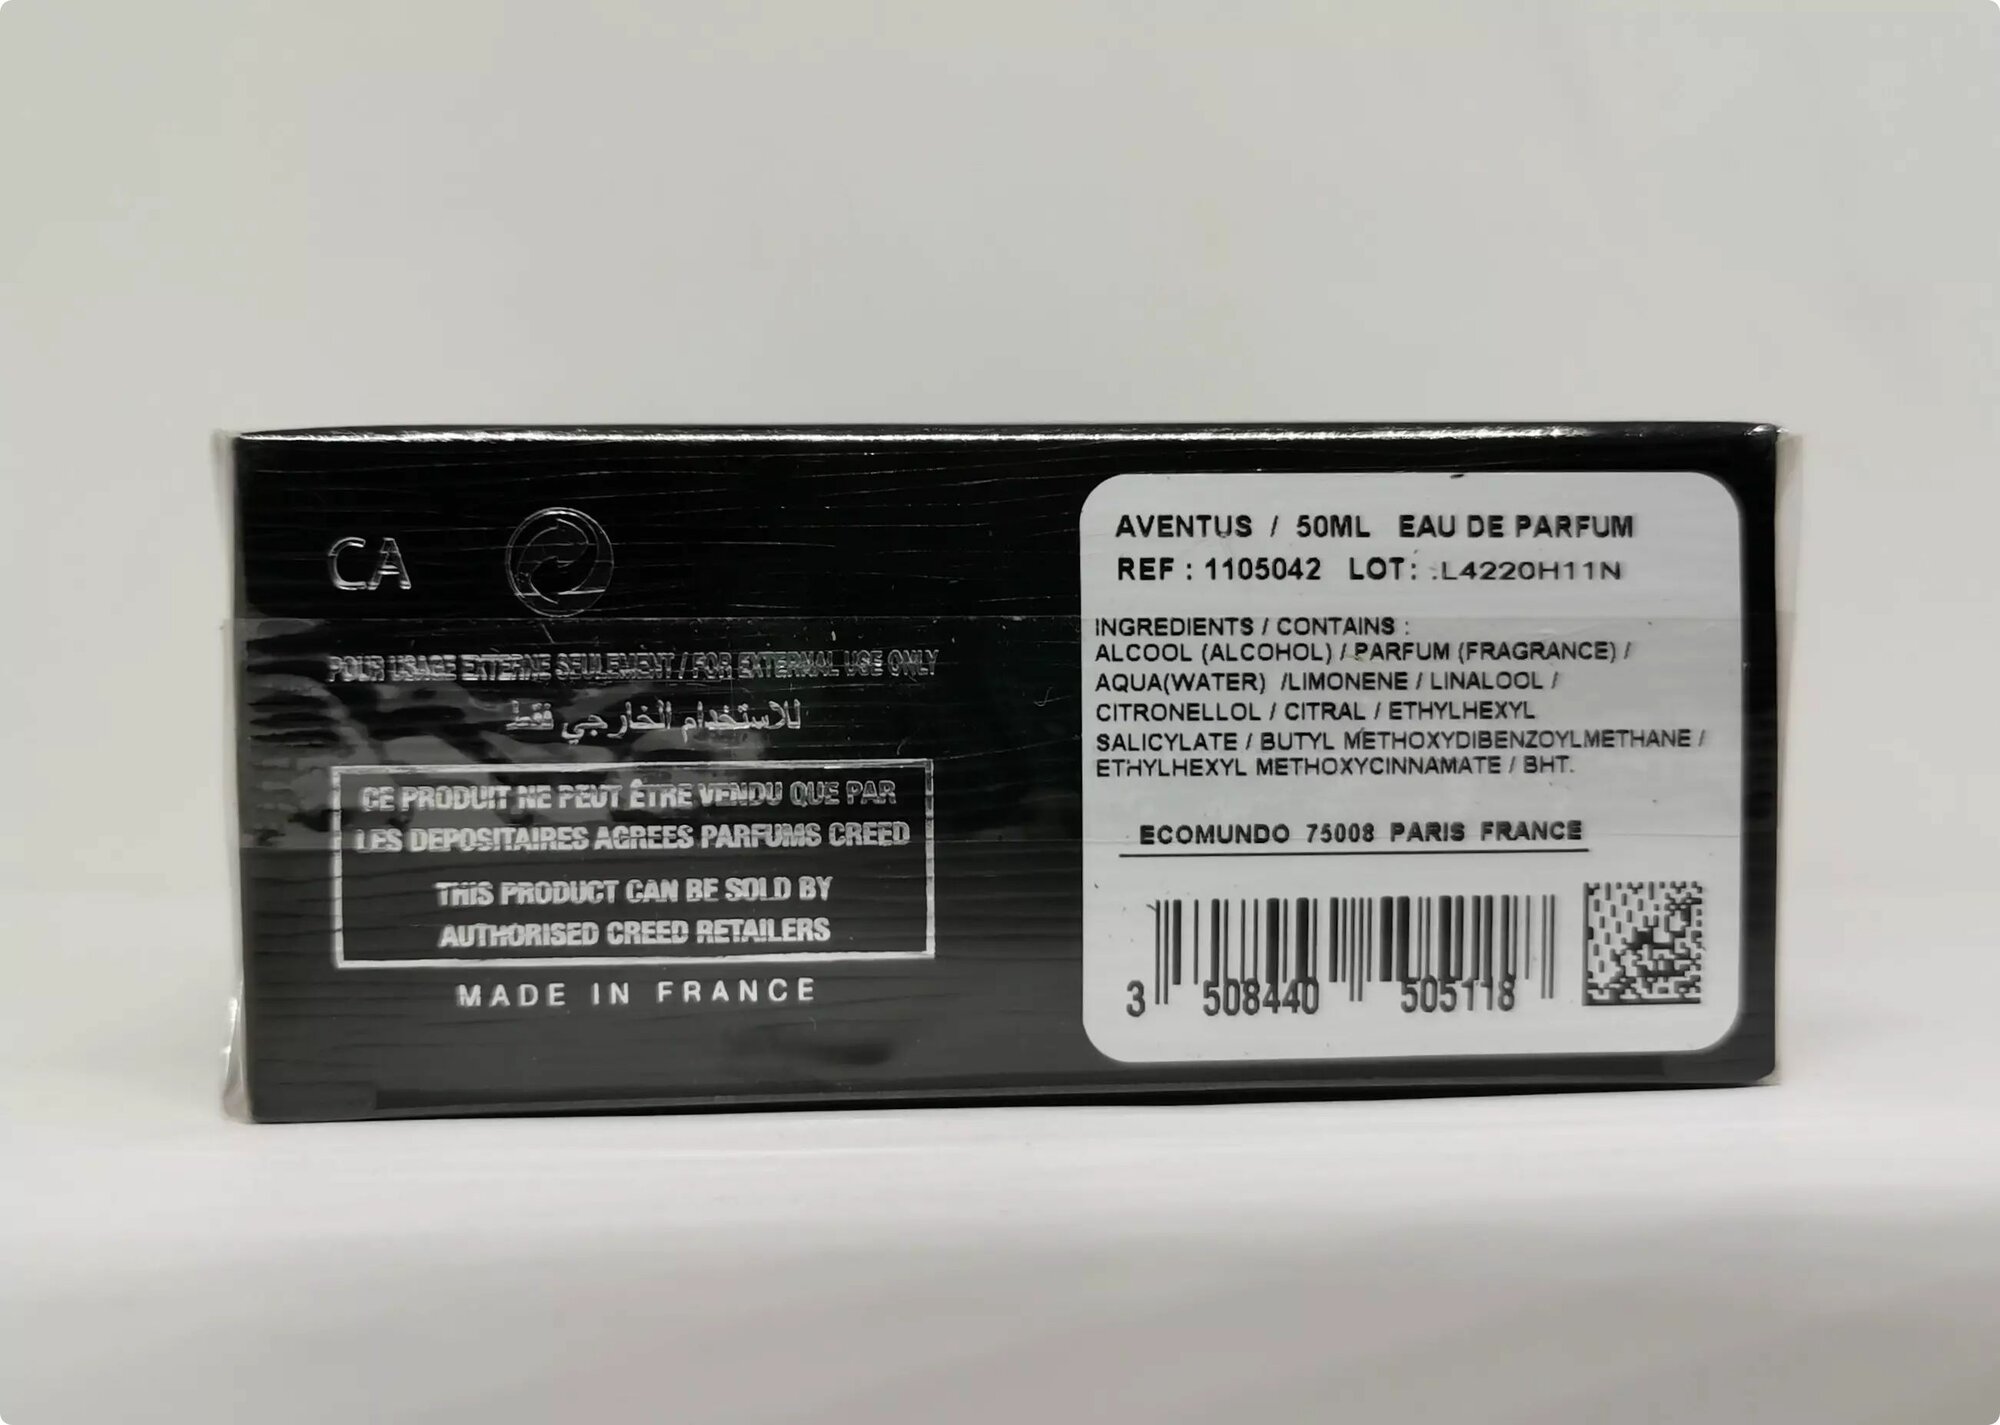 CA
POUR USAGE EXTERNE SEULEMENT / FOR EXTERNAL USE ONLY
للاستخدام الخارجي فقط
CE PRODUIT NE PEUT ÊTRE VENDU QUE PAR
LES DEPOSITAIRES AGREES PARFUMS CREED
THIS PRODUCT CAN BE SOLD BY
AUTHORISED CREED RETAILERS
MADE IN FRANCE
AVENTUS / 50ML EAU DE PARFUM
REF : 1105042 LOT: .L4220H11N
INGREDIENTS / CONTAINS :
ALCOOL (ALCOHOL) / PARFUM (FRAGRANCE) /
AQUA(WATER) /LIMONENE / LINALOOL /
CITRONELLOL / CITRAL / ETHYLHEXYL
SALICYLATE / BUTYL METHOXYDIBENZOYLMETHANE /
ETHYLHEXYL METHOXYCINNAMATE / BHT.
ECOMUNDO 75008 PARIS FRANCE
3 508440 505118